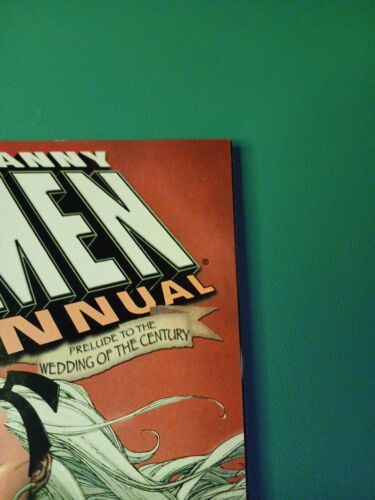 ANNY
MEN
NNUAL
®
PRELUDE TO THE
WEDDING OF THE CENTURY